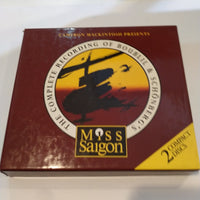 CAMERON MACKINTOSH PRESENTS
THE COMPLETE RECORDING OF BOUBLIL & SCHÖNBERG'S
Miss
Saigon
2 COMPACT
DISCS